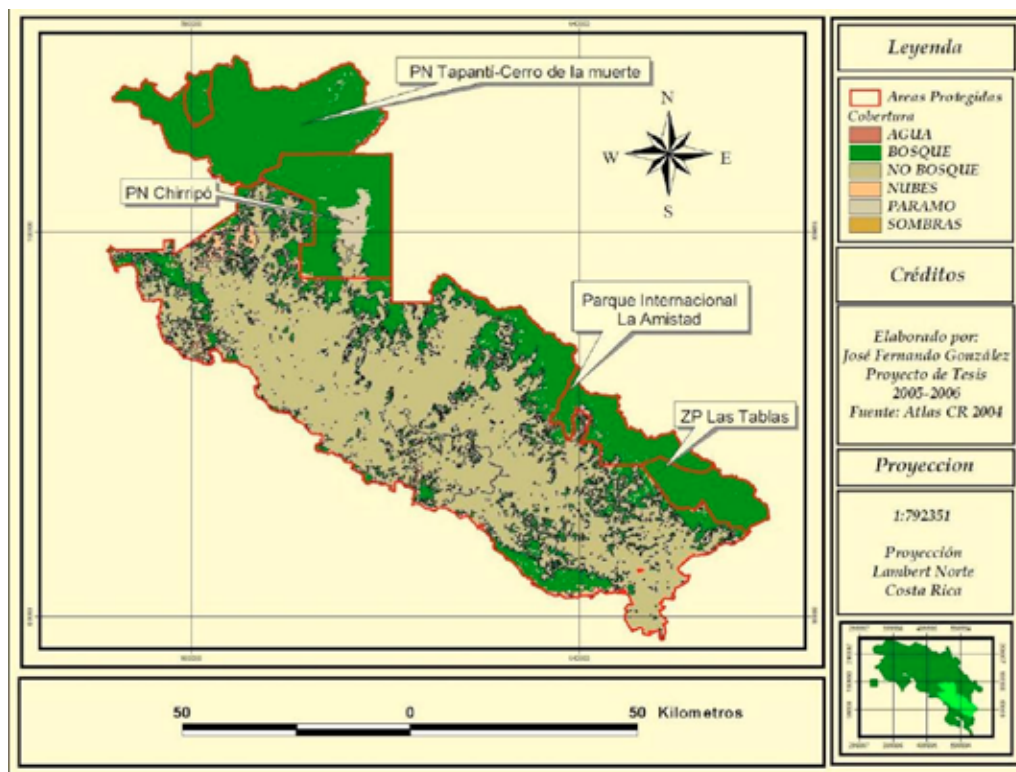 PN Tapantí-Cerro de la muerte
N
W
E
S
PN Chirripó
Parque Internacional
La Amistad
ZP Las Tablas
50 0 50 Kilometros
Leyenda
Areas Protegidas
Cobertura
AGUA
BOSQUE
NO BOSQUE
NUBES
PARAMO
SOMBRAS
Créditos
Elaborado por:
José Fernando González
Proyecto de Tesis
2005-2006
Fuente: Atlas CR 2004
Proyeccion
1:792351
Proyección
Lambert Norte
Costa Rica